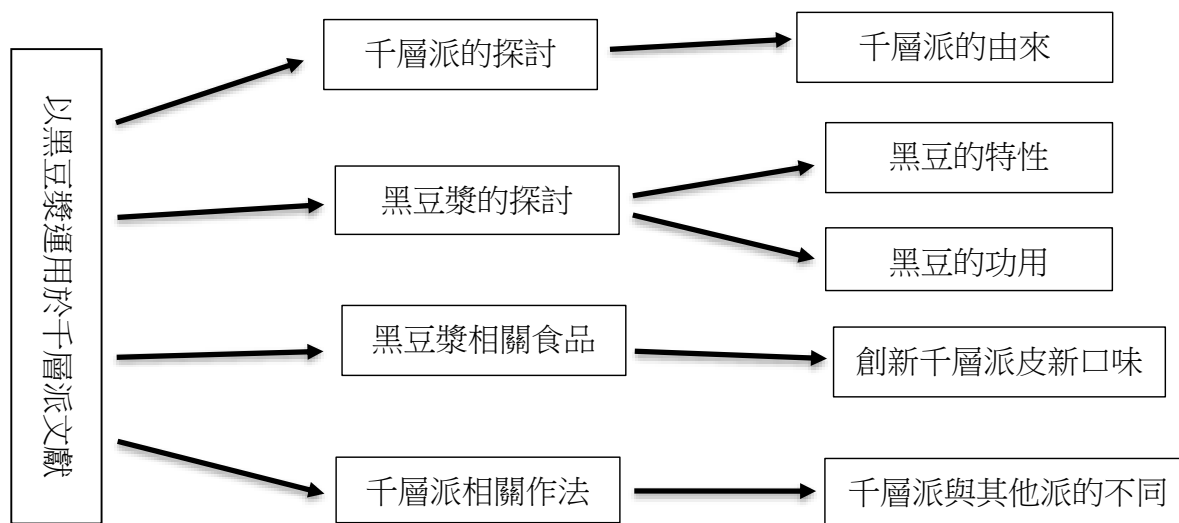 以黑豆漿運用於千層派文獻
千層派的探討
千層派的由來
黑豆漿的探討
黑豆的特性
黑豆的功用
黑豆漿相關食品
創新千層派皮新口味
千層派相關作法
千層派與其他派的不同